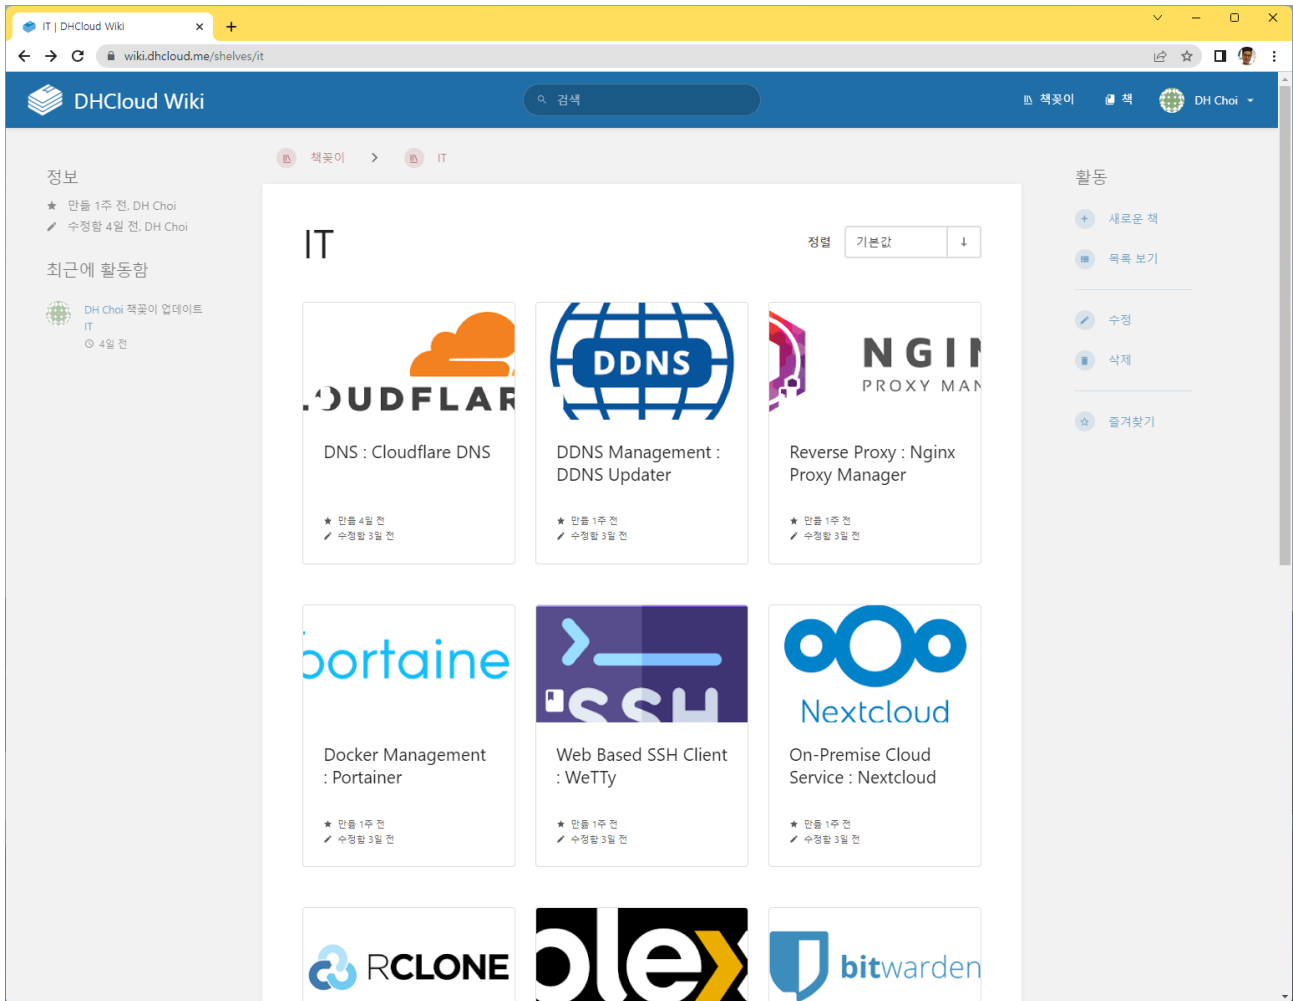 IT | DHCloud Wiki
wiki.dhcloud.me/shelves/it
DHCloud Wiki
검색
책꽂이
책
DH Choi
정보
만듦 1주 전, DH Choi
수정함 4일 전, DH Choi
최근에 활동함
DH Choi 책꽂이 업데이트
IT
4일 전
책꽂이
IT
IT
정렬
기본값
LOUDFLAR
DNS : Cloudflare DNS
만듦 4일 전
수정함 3일 전
DDNS
DDNS Management :
DDNS Updater
만듦 1주 전
수정함 3일 전
NGIN
PROXY MAN
Reverse Proxy : Nginx
Proxy Manager
만듦 1주 전
수정함 3일 전
portaine
Docker Management
: Portainer
만듦 1주 전
수정함 3일 전
SSH
Web Based SSH Client
: WeTTy
만듦 1주 전
수정함 3일 전
Nextcloud
On-Premise Cloud
Service : Nextcloud
만듦 1주 전
수정함 3일 전
RCLONE
plex
bitwarden
활동
새로운 책
목록 보기
수정
삭제
즐겨찾기